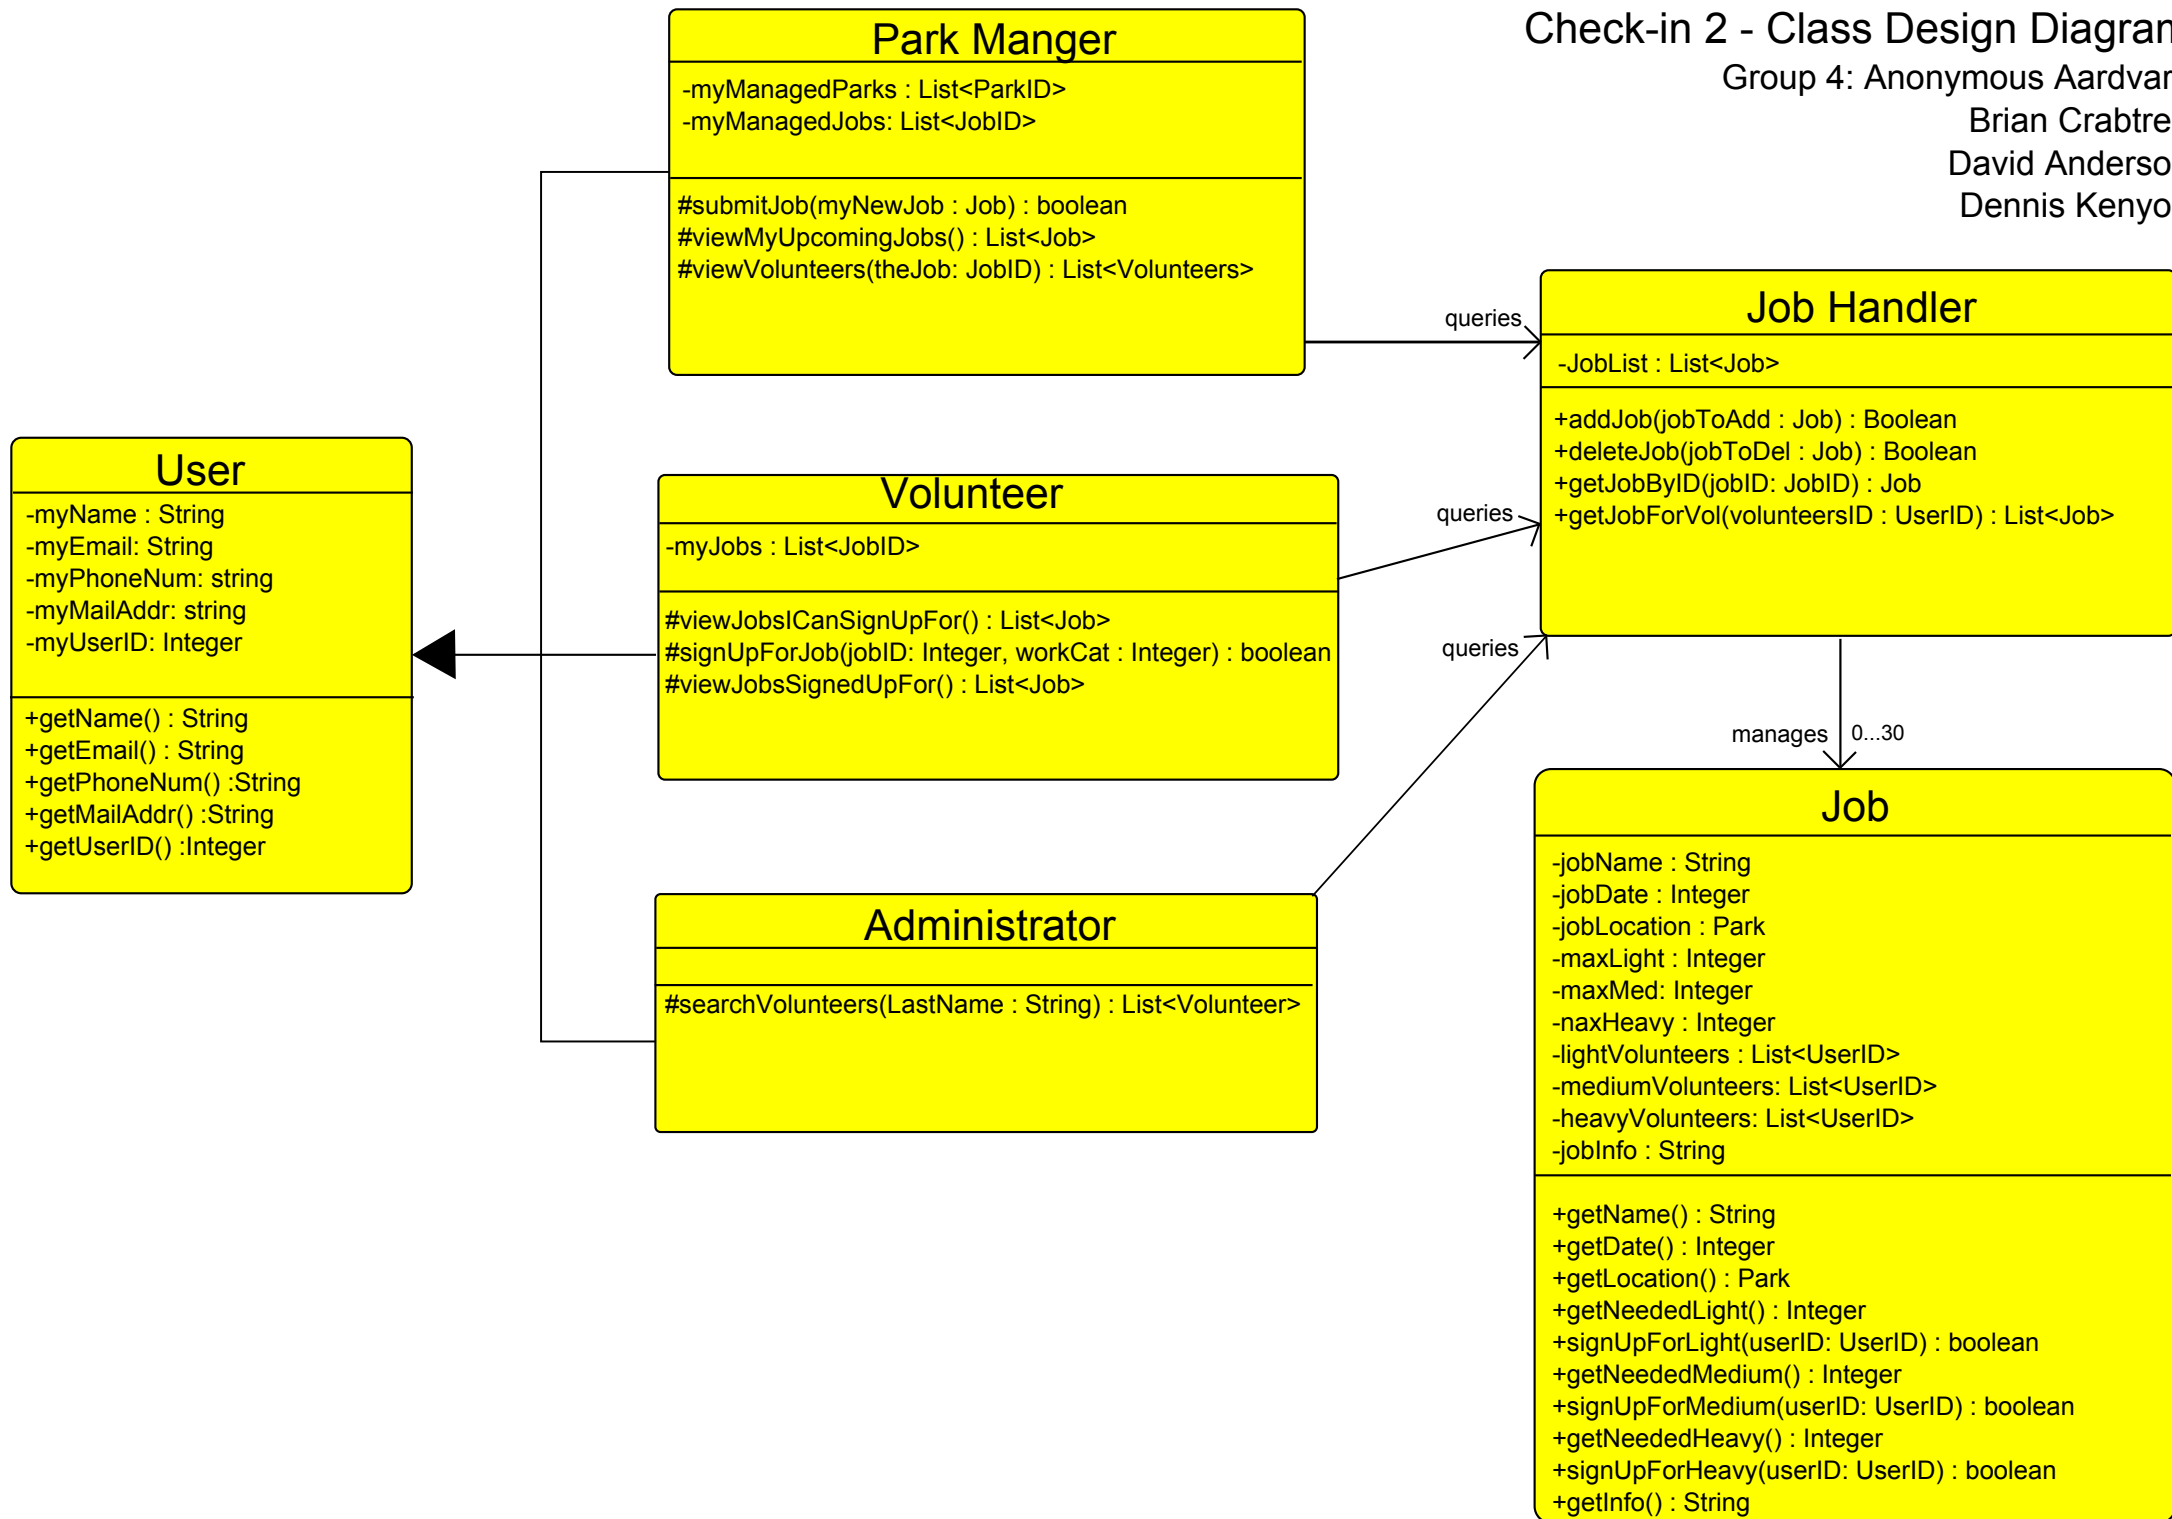 Check-in 2 - Class Design Diagram
Group 4: Anonymous Aardvar
Brian Crabtre
David Anderso
Dennis Kenyo
Park Manger
-myManagedParks : List<ParkID>
-myManagedJobs: List<JobID>
#submitJob(myNewJob : Job) : boolean
#viewMyUpcomingJobs() : List<Job>
#viewVolunteers(theJob: JobID) : List<Volunteers>
queries
Job Handler
-JobList : List<Job>
+addJob(jobToAdd : Job) : Boolean
+deleteJob(jobToDel : Job) : Boolean
+getJobByID(jobID: JobID) : Job
+getJobForVol(volunteersID : UserID) : List<Job>
User
-myName : String
-myEmail: String
-myPhoneNum: string
-myMailAddr: string
-myUserID: Integer
+getName() : String
+getEmail() : String
+getPhoneNum() :String
+getMailAddr() :String
+getUserID() :Integer
Volunteer
-myJobs : List<JobID>
#viewJobsICanSignUpFor() : List<Job>
#signUpForJob(jobID: Integer, workCat : Integer) : boolean
#viewJobsSignedUpFor() : List<Job>
queries
queries
manages 0...30
Administrator
#searchVolunteers(LastName : String) : List<Volunteer>
Job
-jobName : String
-jobDate : Integer
-jobLocation : Park
-maxLight : Integer
-maxMed: Integer
-naxHeavy : Integer
-lightVolunteers : List<UserID>
-mediumVolunteers: List<UserID>
-heavyVolunteers: List<UserID>
-jobInfo : String
+getName() : String
+getDate() : Integer
+getLocation() : Park
+getNeededLight() : Integer
+signUpForLight(userID: UserID) : boolean
+getNeededMedium() : Integer
+signUpForMedium(userID: UserID) : boolean
+getNeededHeavy() : Integer
+signUpForHeavy(userID: UserID) : boolean
+getInfo() : String